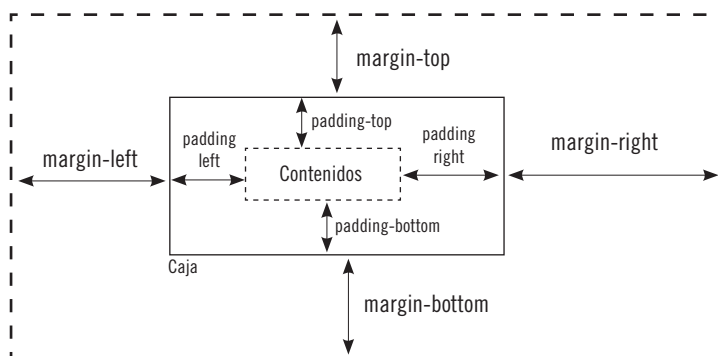 margin-top
padding-top
padding
left
padding
right
margin-left
Contenidos
margin-right
padding-bottom
Caja
margin-bottom